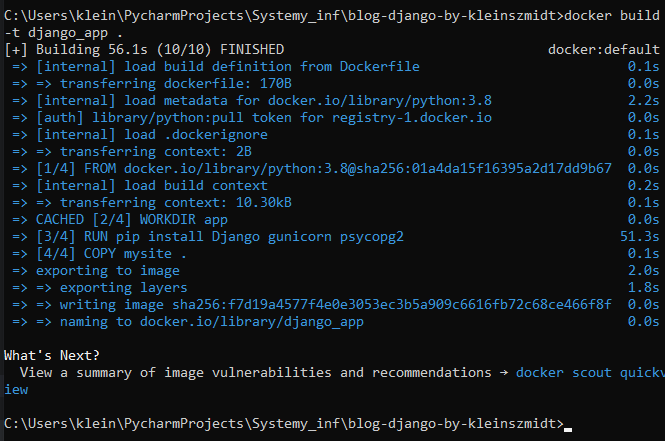 C:\Users\klein\PycharmProjects\Systemy_inf\blog-django-by-kleinszmidt>docker build
-t django_app .
[+] Building 56.1s (10/10) FINISHED docker:default
=> [internal] load build definition from Dockerfile 0.1s
=> => transferring dockerfile: 170B 0.0s
=> [internal] load metadata for docker.io/library/python:3.8 2.2s
=> [auth] library/python:pull token for registry-1.docker.io 0.0s
=> [internal] load .dockerignore 0.1s
=> => transferring context: 2B 0.0s
=> [1/4] FROM docker.io/library/python:3.8@sha256:01a4da15f16395a2d17dd9b67 0.0s
=> [internal] load build context 0.2s
=> => transferring context: 10.30kB 0.1s
=> CACHED [2/4] WORKDIR app 0.0s
=> [3/4] RUN pip install Django gunicorn psycopg2 51.3s
=> [4/4] COPY mysite . 0.1s
=> exporting to image 2.0s
=> => exporting layers 1.8s
=> => writing image sha256:f7d19a4577f4e0e3053ec3b5a909c6616fb72c68ce466f8f 0.0s
=> => naming to docker.io/library/django_app 0.0s
What's Next?
View a summary of image vulnerabilities and recommendations → docker scout quickv
iew
C:\Users\klein\PycharmProjects\Systemy_inf\blog-django-by-kleinszmidt>